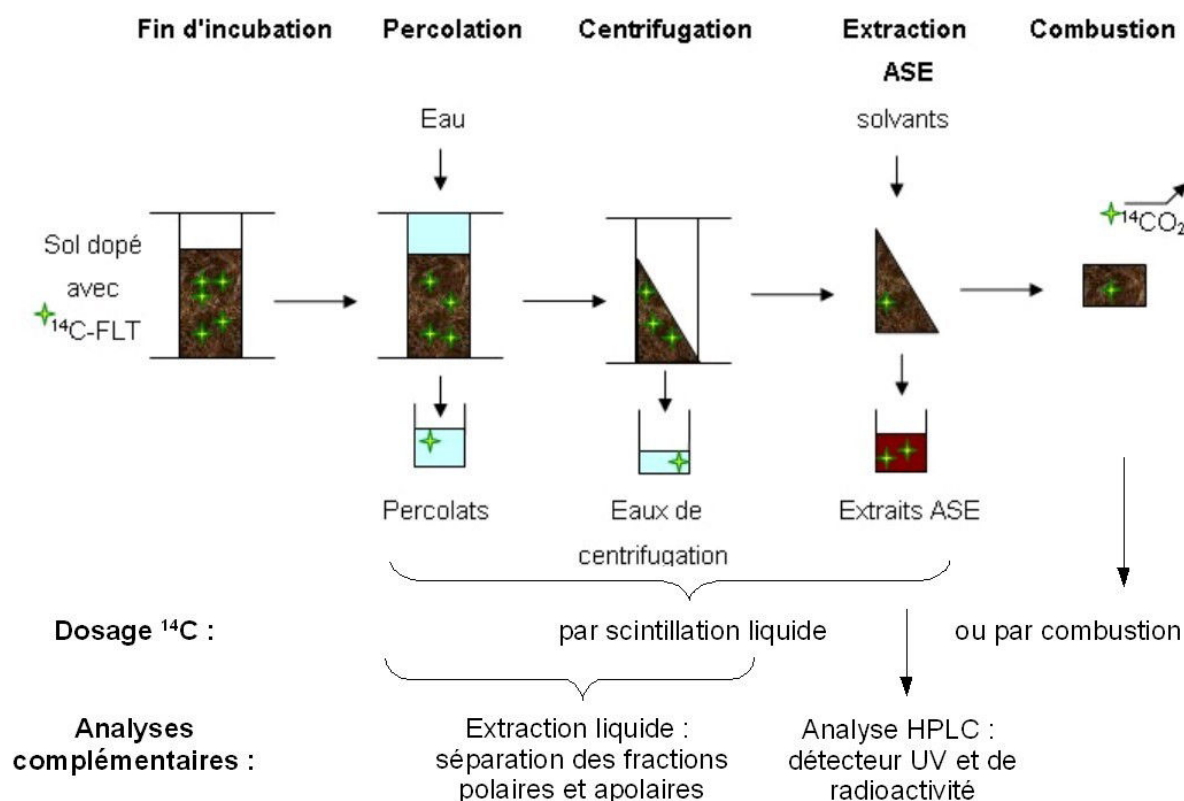 Fin d'incubation
Percolation
Centrifugation
Extraction
ASE
Combustion
Eau
solvants
Sol dopé
avec
¹⁴C-FLT
¹⁴CO₂
Percolats
Eaux de
centrifugation
Extraits ASE
Dosage ¹⁴C :
par scintillation liquide
ou par combustion
Analyses
complémentaires :
Extraction liquide :
séparation des fractions
polaires et apolaires
Analyse HPLC :
détecteur UV et de
radioactivité